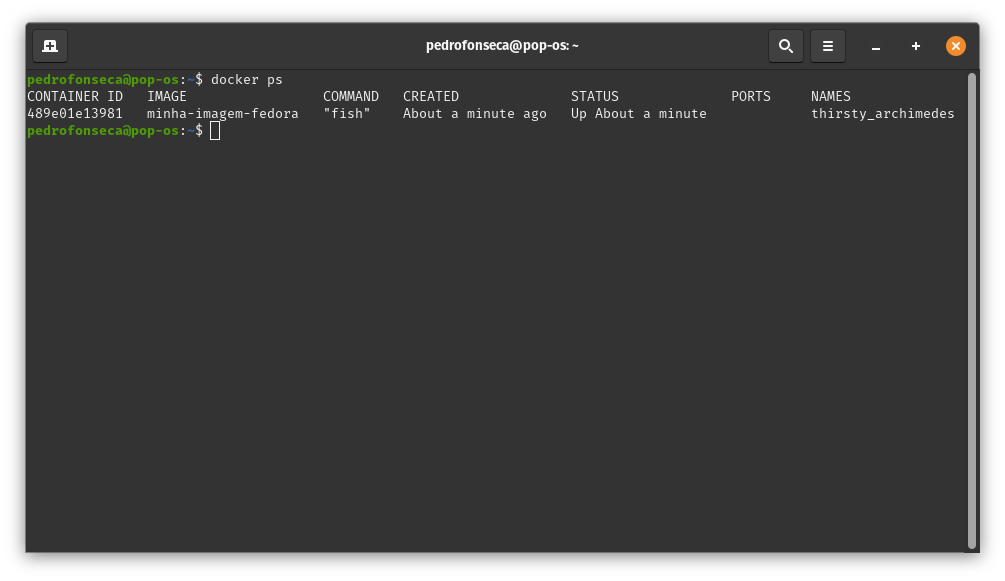 pedrofonseca@pop-os: ~
pedrofonseca@pop-os:~$ docker ps
CONTAINER ID   IMAGE                 COMMAND   CREATED              STATUS              PORTS     NAMES
489e01e13981   minha-imagem-fedora   "fish"    About a minute ago   Up About a minute             thirsty_archimedes
pedrofonseca@pop-os:~$